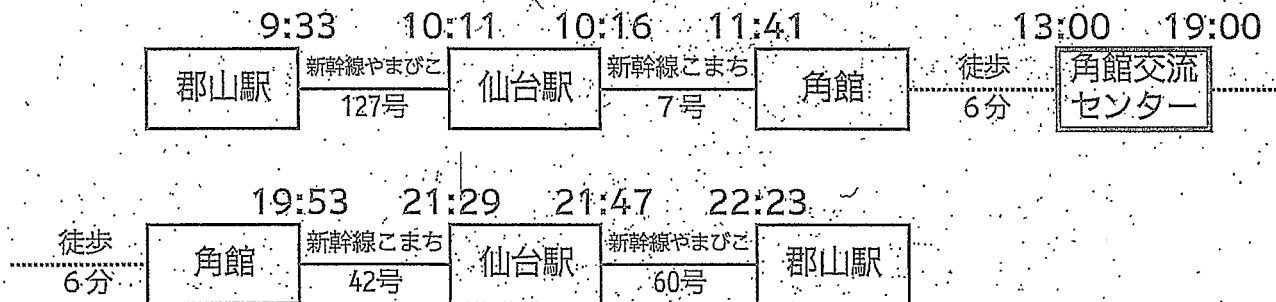 9:33 10:11 10:16 11:41 13:00 19:00
郡山駅 新幹線やまびこ 127号 仙台駅 新幹線こまち 7号 角館 徒歩 6分 角館交流センター
19:53 21:29 21:47 22:23
徒歩 6分 角館 新幹線こまち 42号 仙台駅 新幹線やまびこ 60号 郡山駅